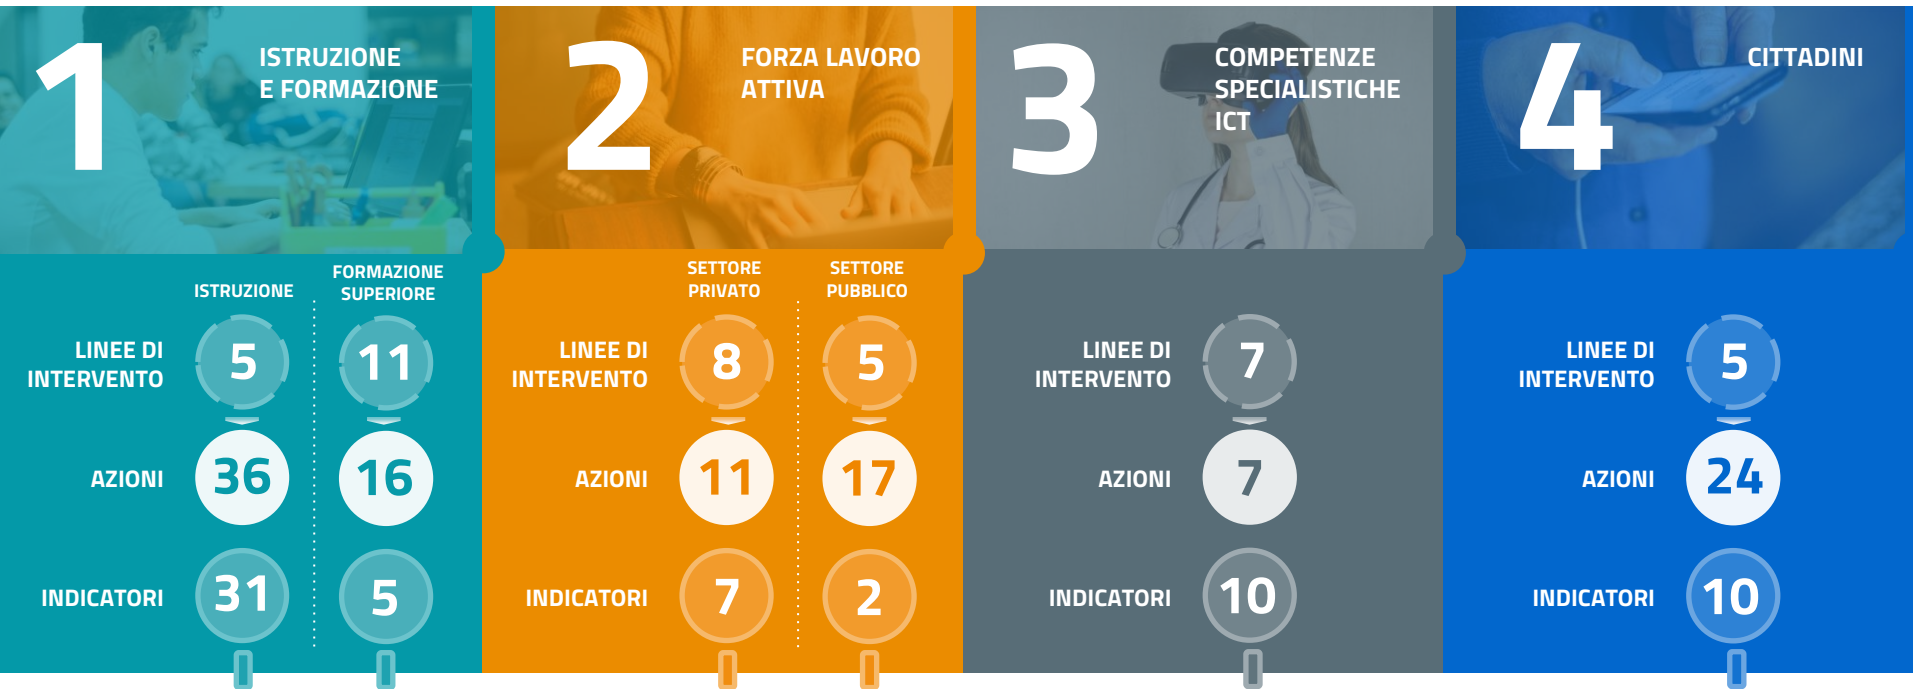 1
ISTRUZIONE
E FORMAZIONE
ISTRUZIONE
FORMAZIONE
SUPERIORE
LINEE DI
INTERVENTO
5
11
AZIONI
36
16
INDICATORI
31
5
2
FORZA LAVORO
ATTIVA
SETTORE
PRIVATO
SETTORE
PUBBLICO
LINEE DI
INTERVENTO
8
5
AZIONI
11
17
INDICATORI
7
2
3
COMPETENZE
SPECIALISTICHE
ICT
LINEE DI
INTERVENTO
7
AZIONI
7
INDICATORI
10
4
CITTADINI
LINEE DI
INTERVENTO
5
AZIONI
24
INDICATORI
10